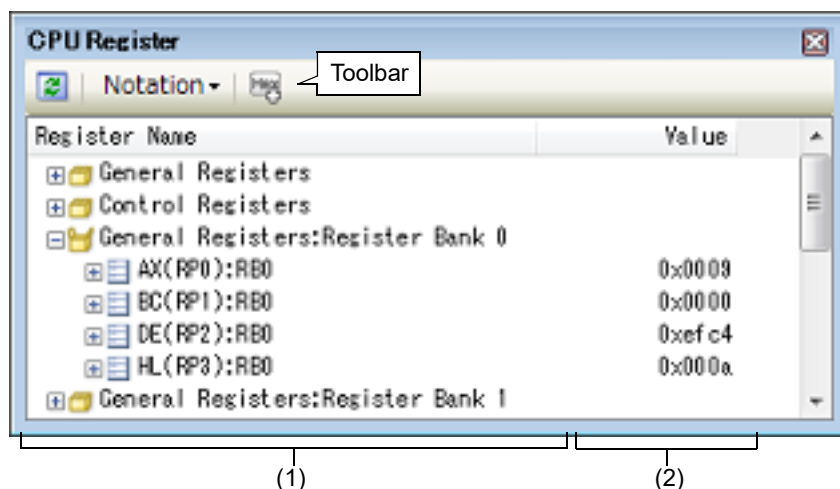 CPU Register
Notation
Hex
Toolbar
Register Name Value
General Registers
Control Registers
General Registers:Register Bank 0
AX(RP0):RB0 0x0009
BC(RP1):RB0 0x0000
DE(RP2):RB0 0xefc4
HL(RP3):RB0 0x000a
General Registers:Register Bank 1
(1) (2)